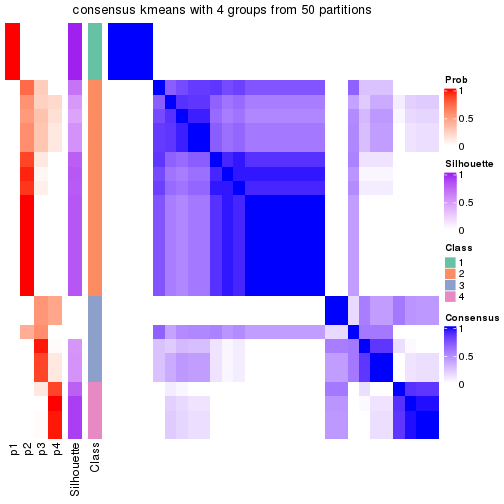 consensus kmeans with 4 groups from 50 partitions
Prob
1
0.5
0
Silhouette
1
0.5
0
Class
1
2
3
4
Consensus
1
0.5
0
p1
p2
p3
p4
Silhouette
Class